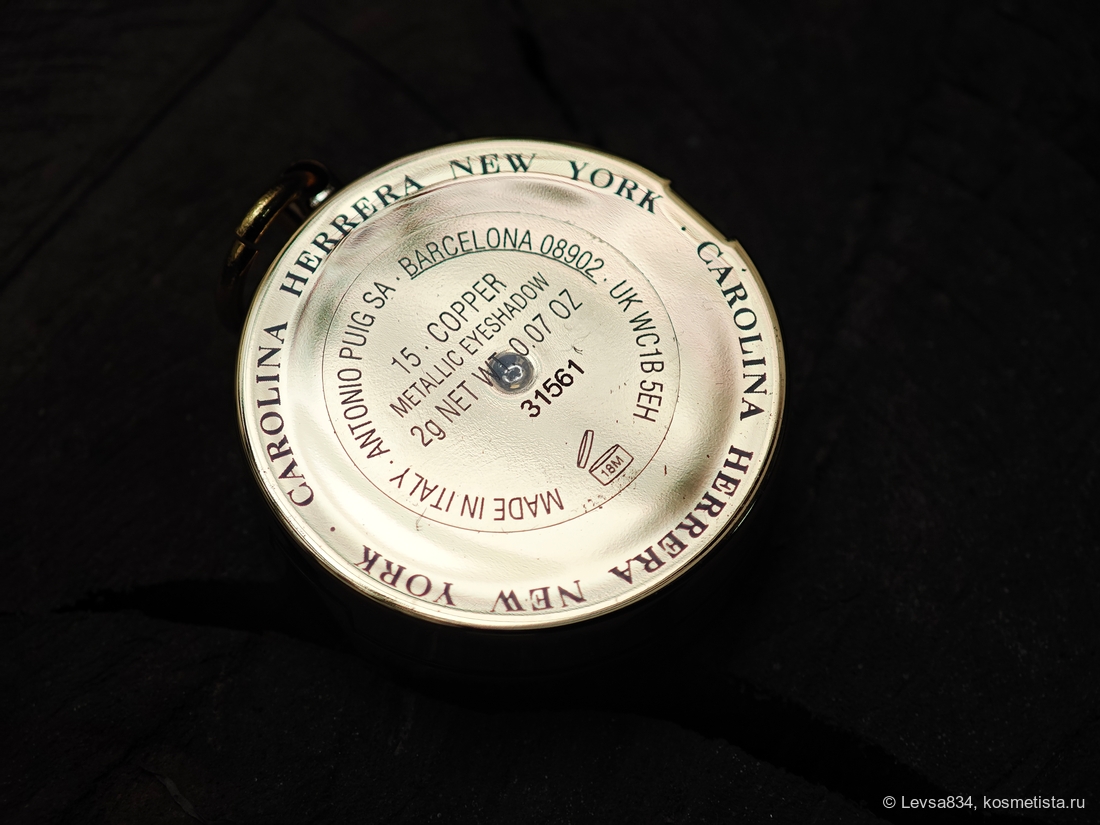 CAROLINA HERRERA NEW YORK · CAROLINA HERRERA NEW YORK ·
MADE IN ITALY · ANTONIO PUIG SA · BARCELONA 08902 · UK WC1B 5EH
15 · COPPER
METALLIC EYESHADOW
2g NET WT 0.07 OZ
31561
18M
© Levsa834, kosmetista.ru